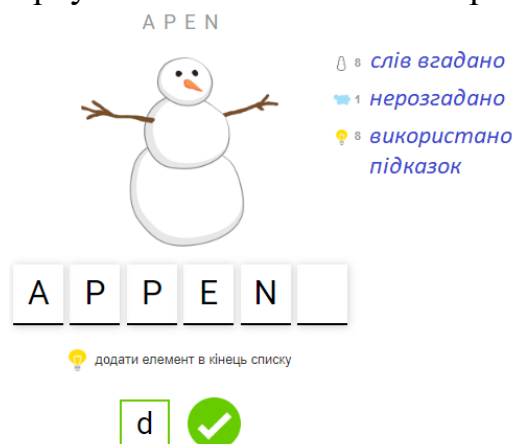 A P E N
8 слів вгадано
1 нерозгадано
8 використано
підказок
A P P E N
додати елемент в кінець списку
d